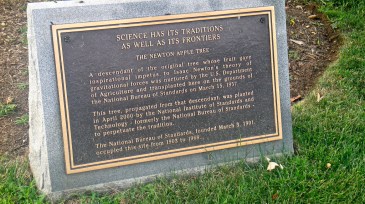 SCIENCE HAS ITS TRADITIONS
AS WELL AS ITS FRONTIERS
THE NEWTON APPLE TREE
A descendant of the original tree whose fruit gave
inspirational impetus to Isaac Newton's theory of
gravitational forces was nurtured by the U.S. Department
of Agriculture and transplanted here on the grounds of
the National Bureau of Standards on March 15, 1957.
This tree, propagated from that descendant, was planted
in April 2000 by the National Institute of Standards and
Technology - formerly the National Bureau of Standards -
to perpetuate the tradition.
The National Bureau of Standards, founded March 3, 1901,
occupied this site from 1903 to